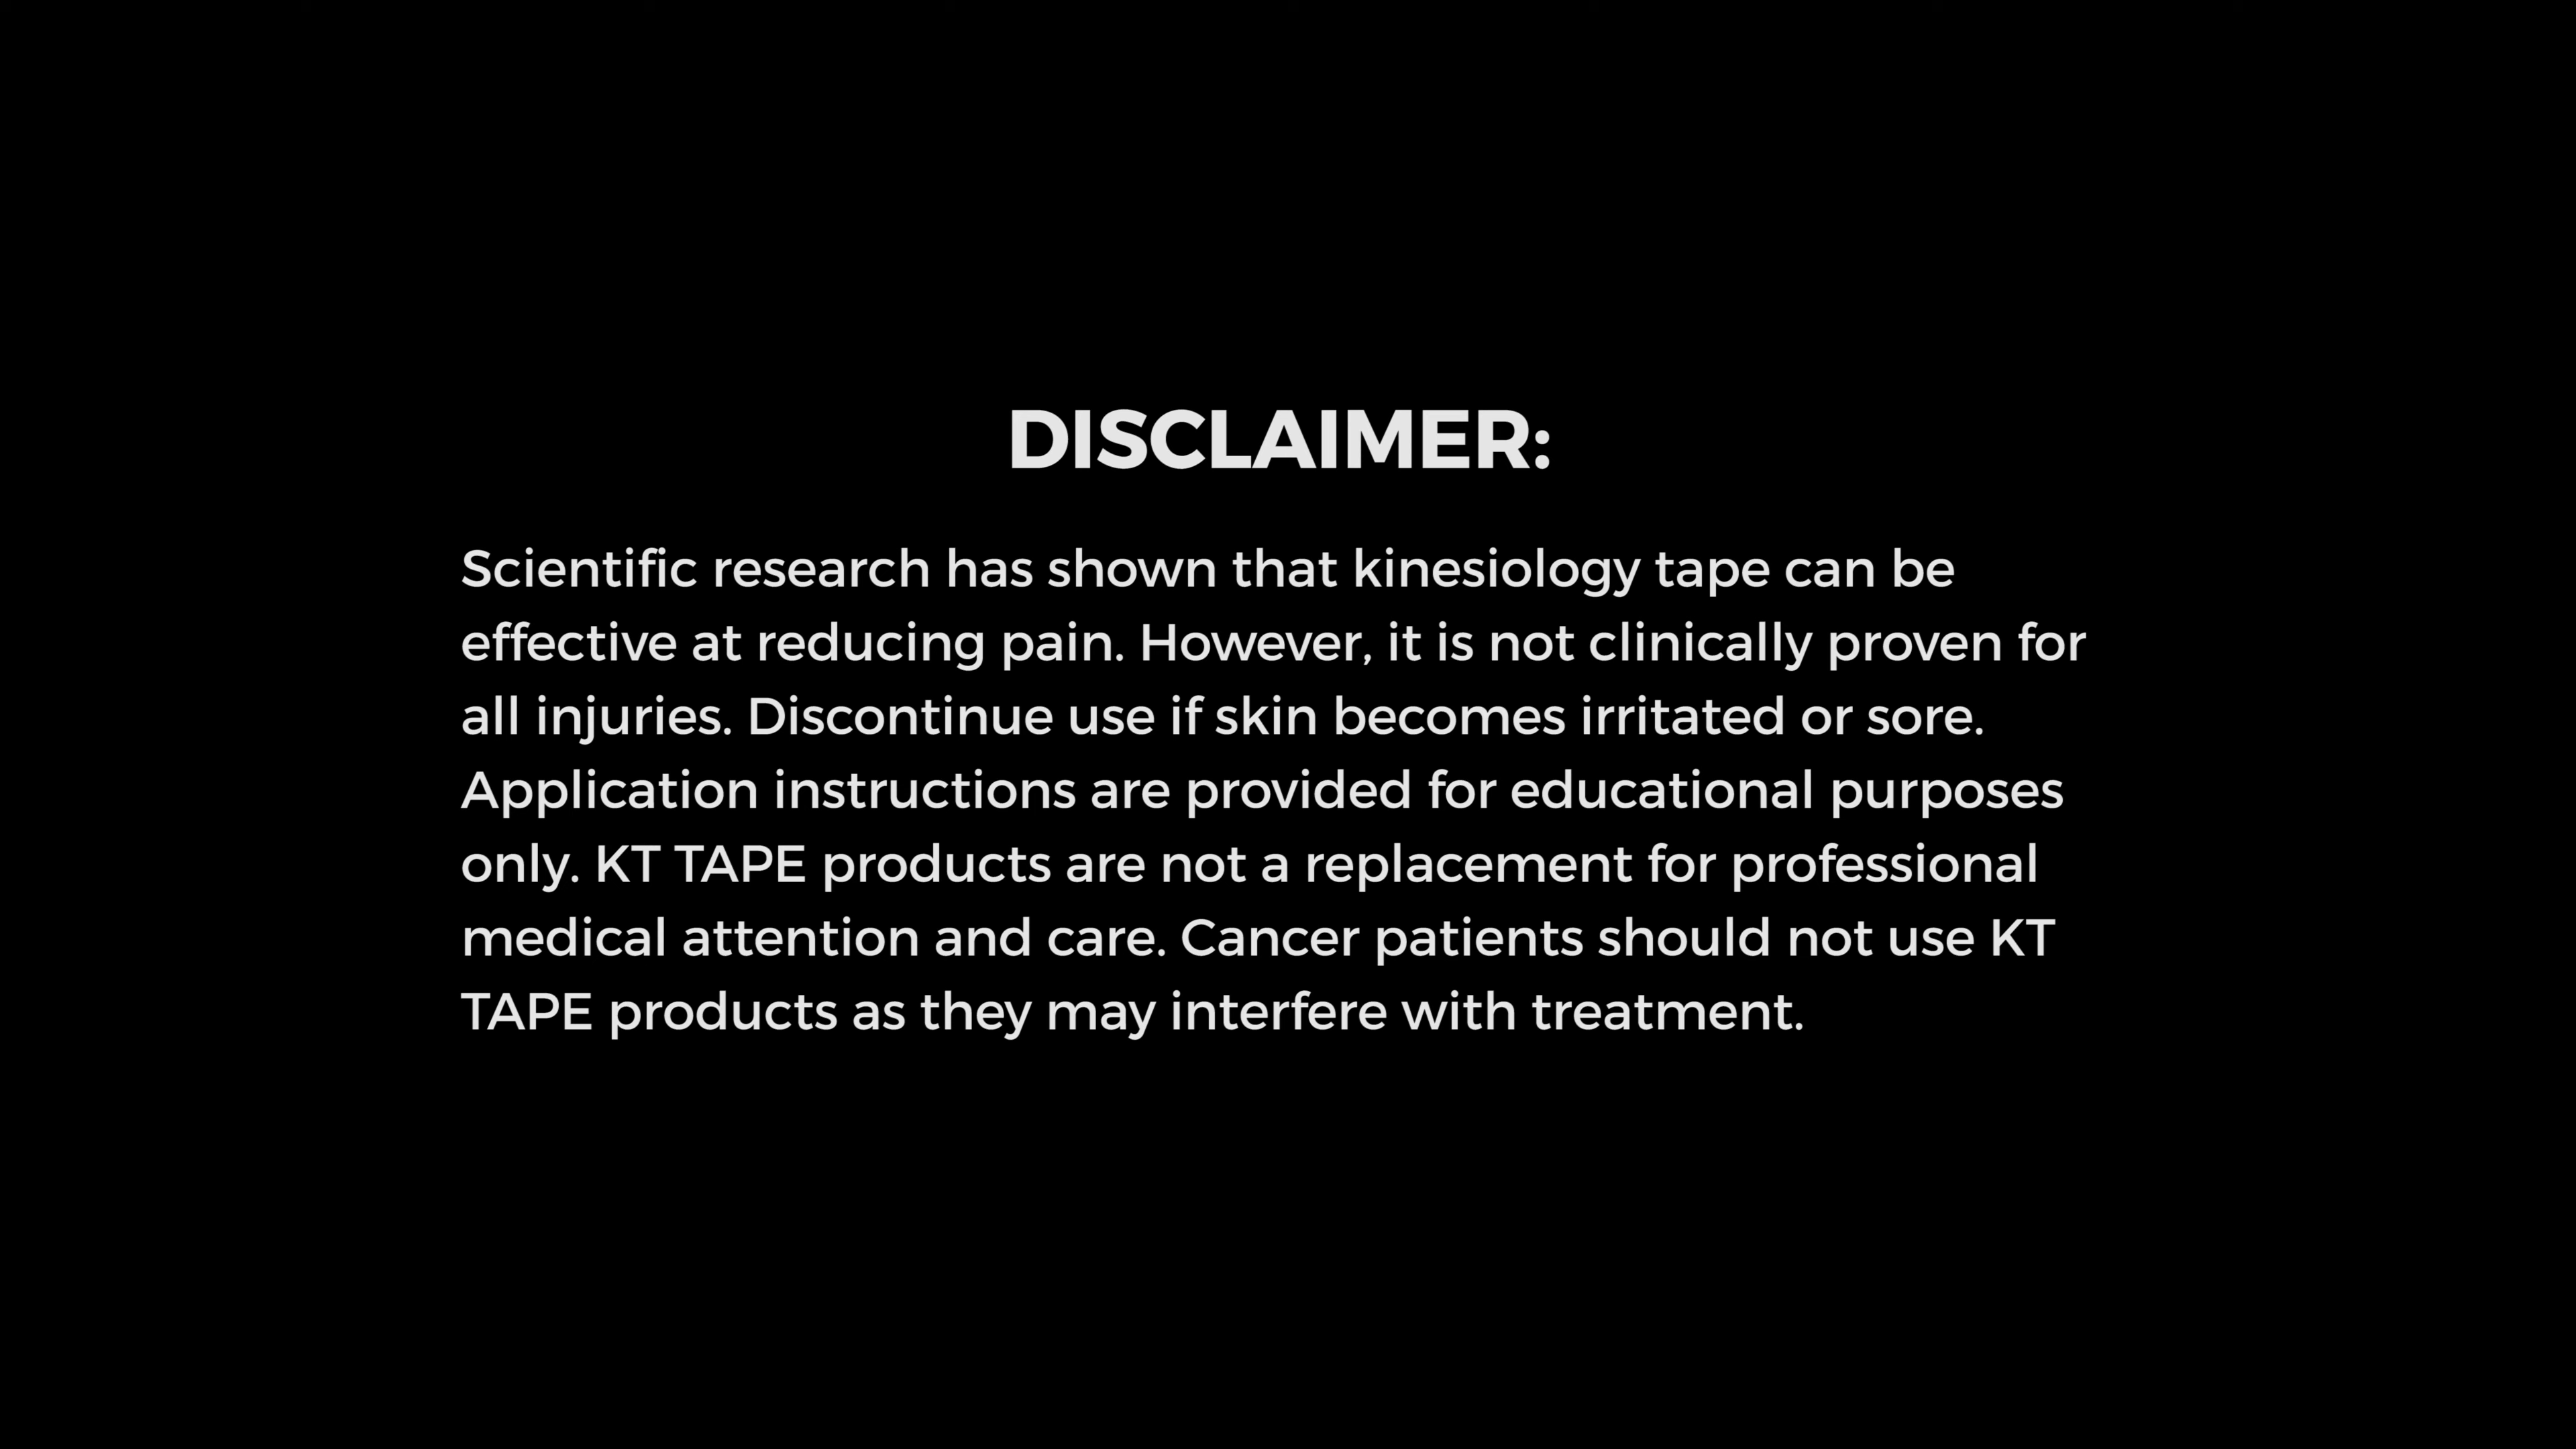 DISCLAIMER:
Scientific research has shown that kinesiology tape can be
effective at reducing pain. However, it is not clinically proven for
all injuries. Discontinue use if skin becomes irritated or sore.
Application instructions are provided for educational purposes
only. KT TAPE products are not a replacement for professional
medical attention and care. Cancer patients should not use KT
TAPE products as they may interfere with treatment.